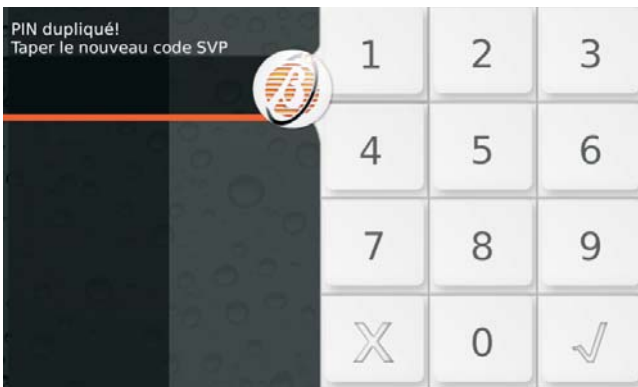 PIN dupliqué!
Taper le nouveau code SVP
1 2 3
4 5 6
7 8 9
X 0 √